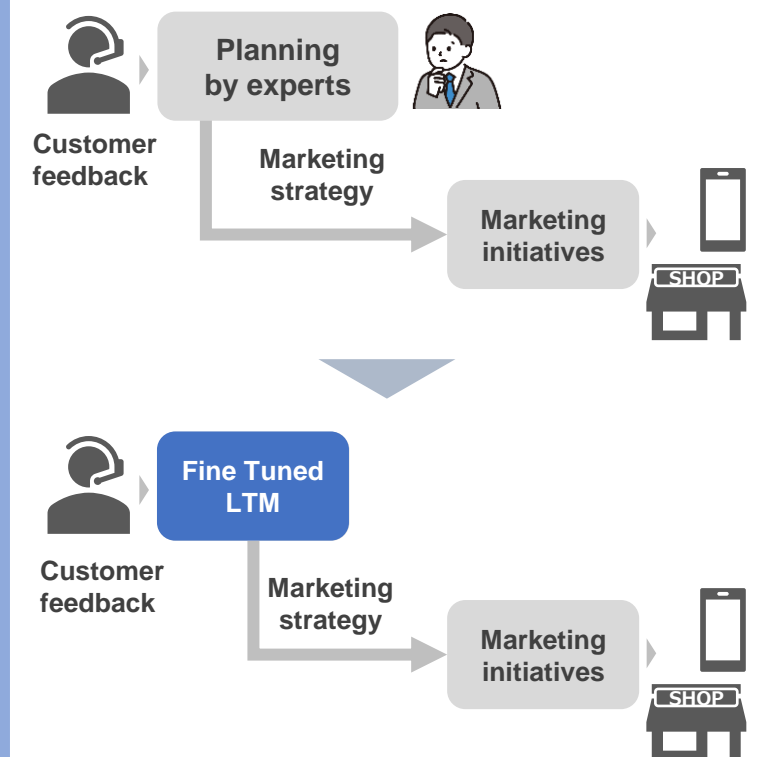 Planning
by experts
Customer
feedback
Marketing
strategy
Marketing
initiatives
SHOP
Fine Tuned
LTM
Customer
feedback
Marketing
strategy
Marketing
initiatives
SHOP